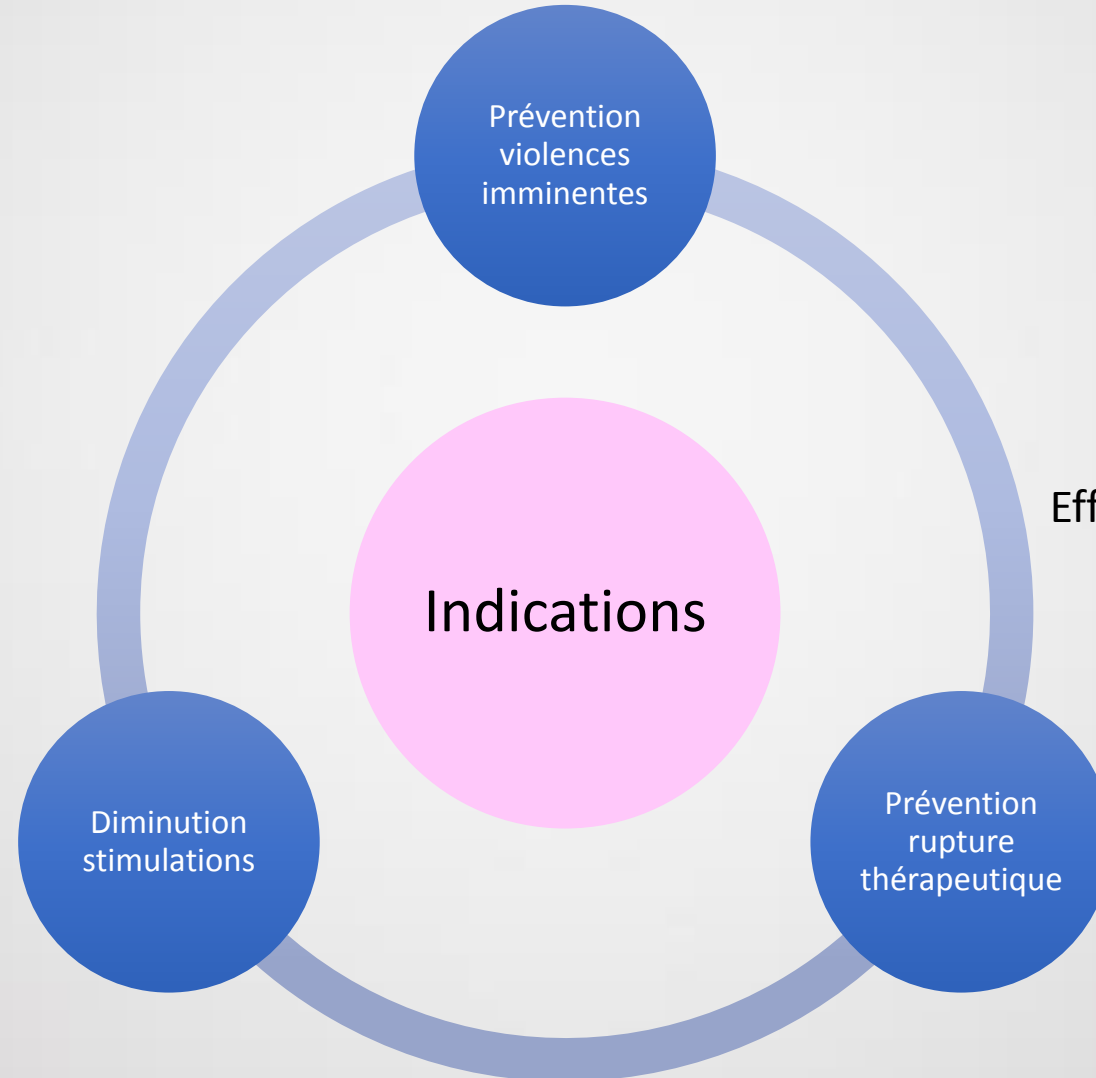 Prévention
violences
imminentes
Indications
Diminution
stimulations
Prévention
rupture
thérapeutique